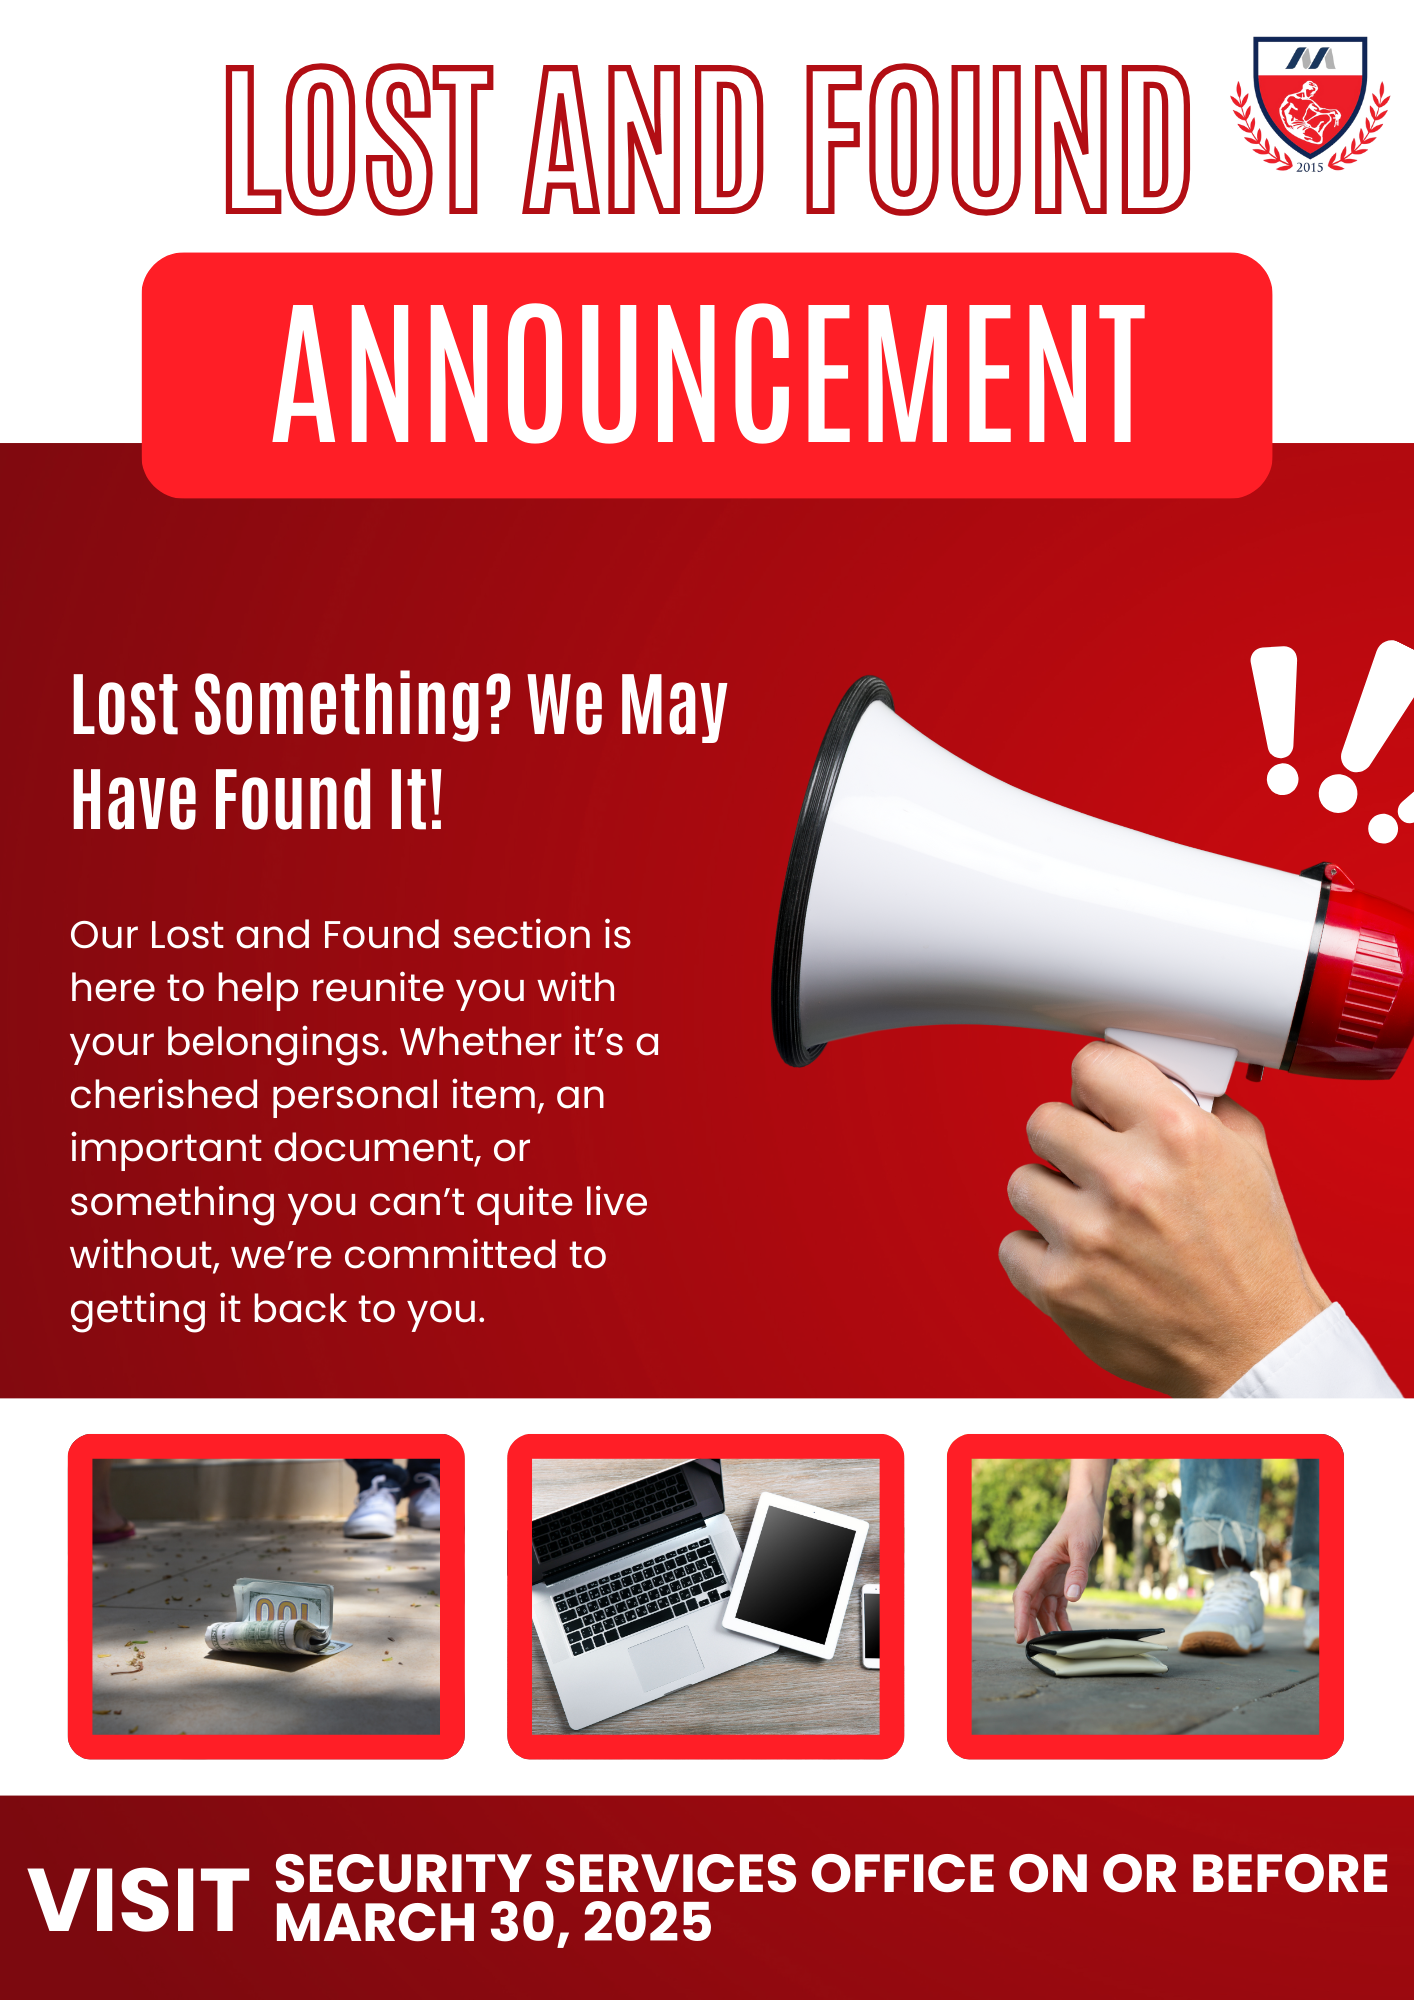 LOST AND FOUND
2015
ANNOUNCEMENT
Lost Something? We May
Have Found It!
Our Lost and Found section is
here to help reunite you with
your belongings. Whether it’s a
cherished personal item, an
important document, or
something you can’t quite live
without, we’re committed to
getting it back to you.
100
VISIT
SECURITY SERVICES OFFICE ON OR BEFORE
MARCH 30, 2025